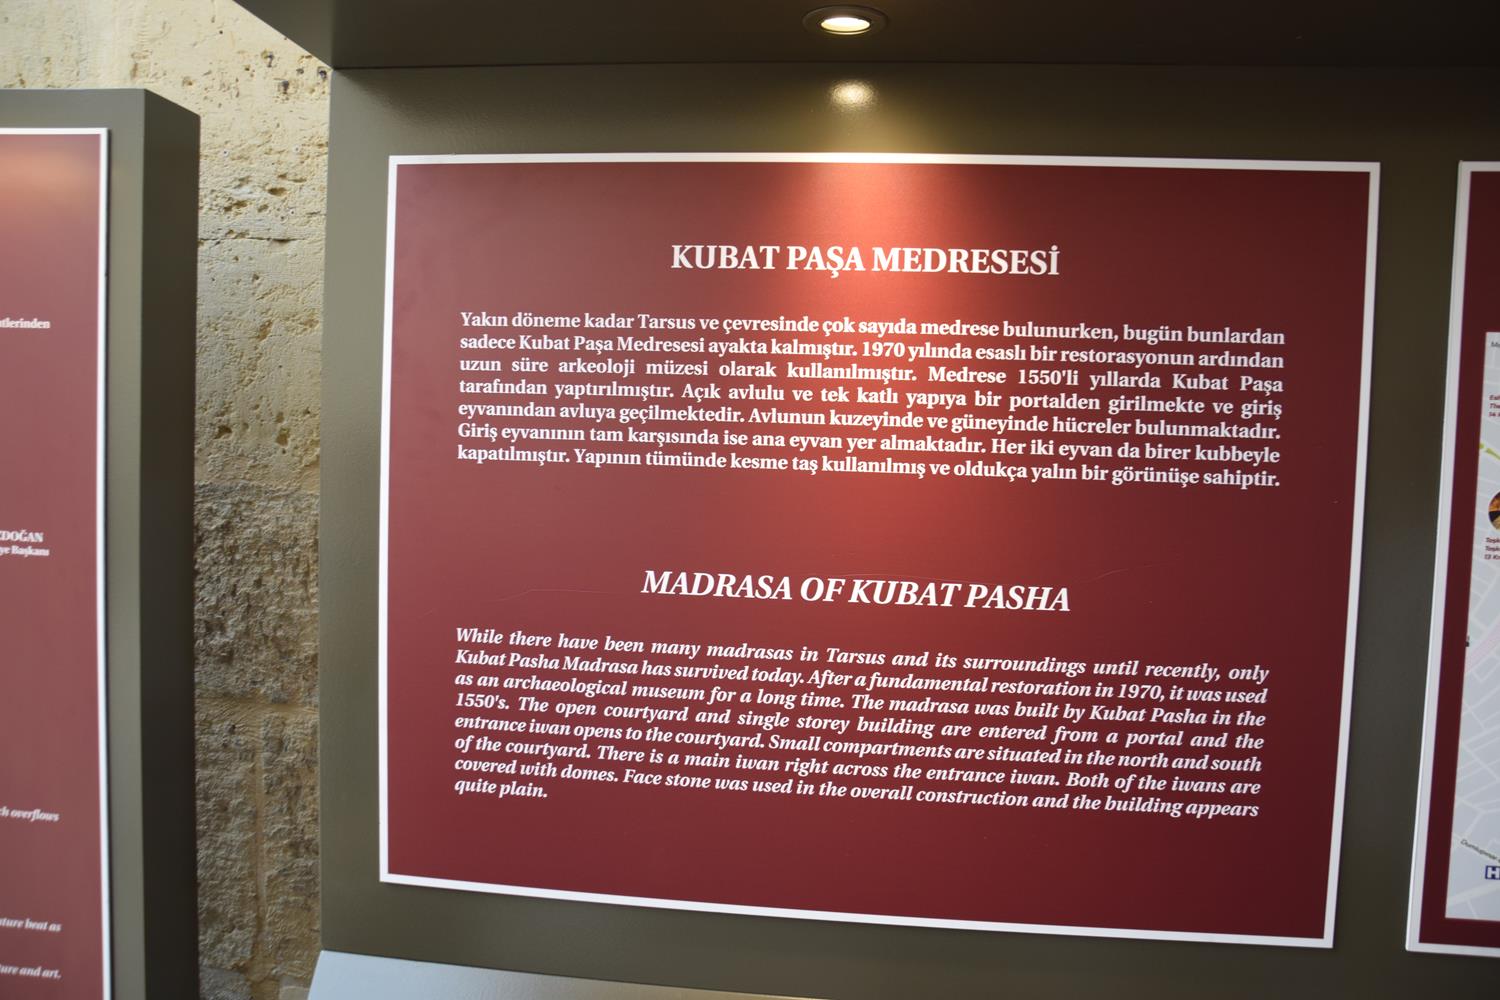 KUBAT PAŞA MEDRESESİ
Yakın döneme kadar Tarsus ve çevresinde çok sayıda medrese bulunurken, bugün bunlardan
sadece Kubat Paşa Medresesi ayakta kalmıştır. 1970 yılında esaslı bir restorasyonun ardından
uzun süre arkeoloji müzesi olarak kullanılmıştır. Medrese 1550'li yıllarda Kubat Paşa
tarafından yaptırılmıştır. Açık avlulu ve tek katlı yapıya bir portalden girilmekte ve giriş
eyvanından avluya geçilmektedir. Avlunun kuzeyinde ve güneyinde hücreler bulunmaktadır.
Giriş eyvanının tam karşısında ise ana eyvan yer almaktadır. Her iki eyvan da birer kubbeyle
kapatılmıştır. Yapının tümünde kesme taş kullanılmış ve oldukça yalın bir görünüşe sahiptir.
MADRASA OF KUBAT PASHA
While there have been many madrasas in Tarsus and its surroundings until recently, only
Kubat Pasha Madrasa has survived today. After a fundamental restoration in 1970, it was used
as an archaeological museum for a long time. The madrasa was built by Kubat Pasha in the
1550's. The open courtyard and single storey building are entered from a portal and the
entrance iwan opens to the courtyard. Small compartments are situated in the north and south
of the courtyard. There is a main iwan right across the entrance iwan. Both of the iwans are
covered with domes. Face stone was used in the overall construction and the building appears
quite plain.
overflows
beat as
and art.